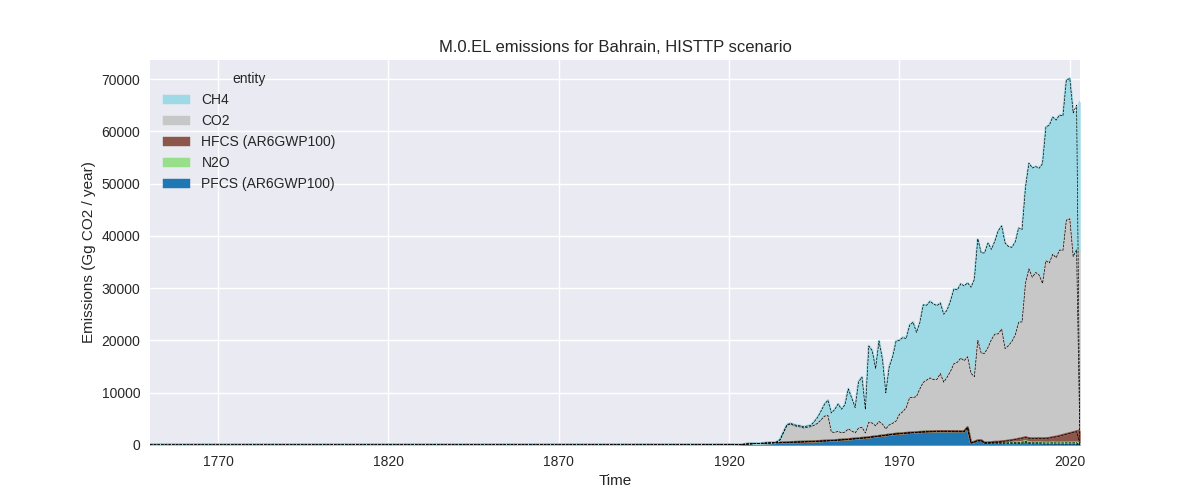 M.0.EL emissions for Bahrain, HISTTP scenario
Emissions (Gg CO2 / year)
70000
60000
50000
40000
30000
20000
10000
0
entity
CH4
CO2
HFCS (AR6GWP100)
N2O
PFCS (AR6GWP100)
1770
1820
1870
1920
1970
2020
Time